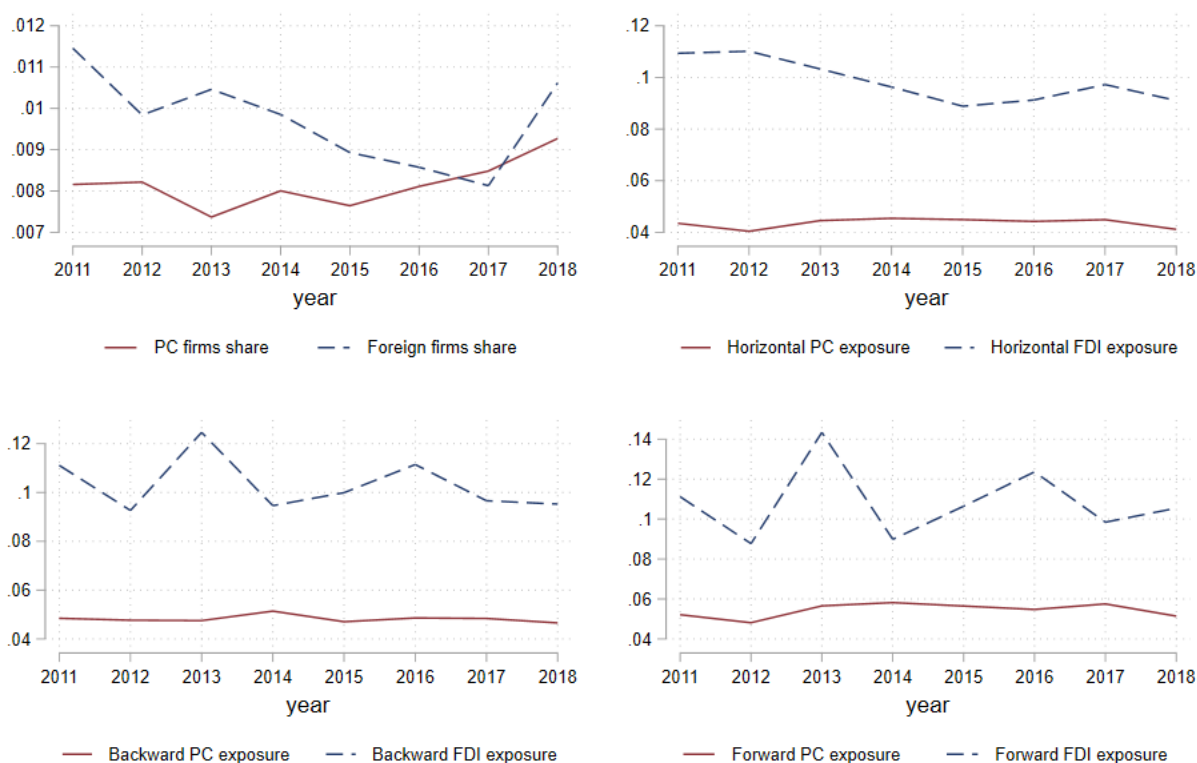 .012
.011
.01
.009
.008
.007
2011 2012 2013 2014 2015 2016 2017 2018
year
PC firms share Foreign firms share
.12
.1
.08
.06
.04
2011 2012 2013 2014 2015 2016 2017 2018
year
Horizontal PC exposure Horizontal FDI exposure
.12
.1
.08
.06
.04
2011 2012 2013 2014 2015 2016 2017 2018
year
Backward PC exposure Backward FDI exposure
.14
.12
.1
.08
.06
.04
2011 2012 2013 2014 2015 2016 2017 2018
year
Forward PC exposure Forward FDI exposure